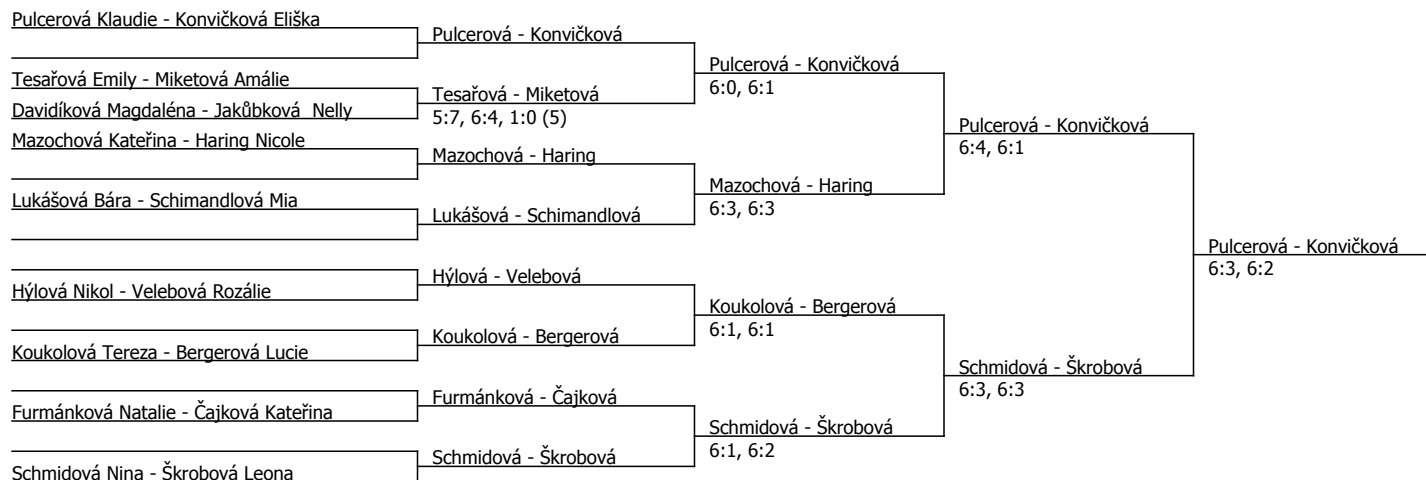 Pulcerová Klaudie - Konvičková Eliška
Tesařová Emily - Miketová Amálie
Davidíková Magdaléna - Jakůbková  Nelly
Mazochová Kateřina - Haring Nicole
Lukášová Bára - Schimandlová Mia
Hýlová Nikol - Velebová Rozálie
Koukolová Tereza - Bergerová Lucie
Furmánková Natalie - Čajková Kateřina
Schmidová Nina - Škrobová Leona
Pulcerová - Konvičková
Tesařová - Miketová
5:7, 6:4, 1:0 (5)
Mazochová - Haring
Lukášová - Schimandlová
Hýlová - Velebová
Koukolová - Bergerová
Furmánková - Čajková
Schmidová - Škrobová
Pulcerová - Konvičková
6:0, 6:1
Mazochová - Haring
6:3, 6:3
Koukolová - Bergerová
6:1, 6:1
Schmidová - Škrobová
6:1, 6:2
Pulcerová - Konvičková
6:4, 6:1
Schmidová - Škrobová
6:3, 6:3
Pulcerová - Konvičková
6:3, 6:2